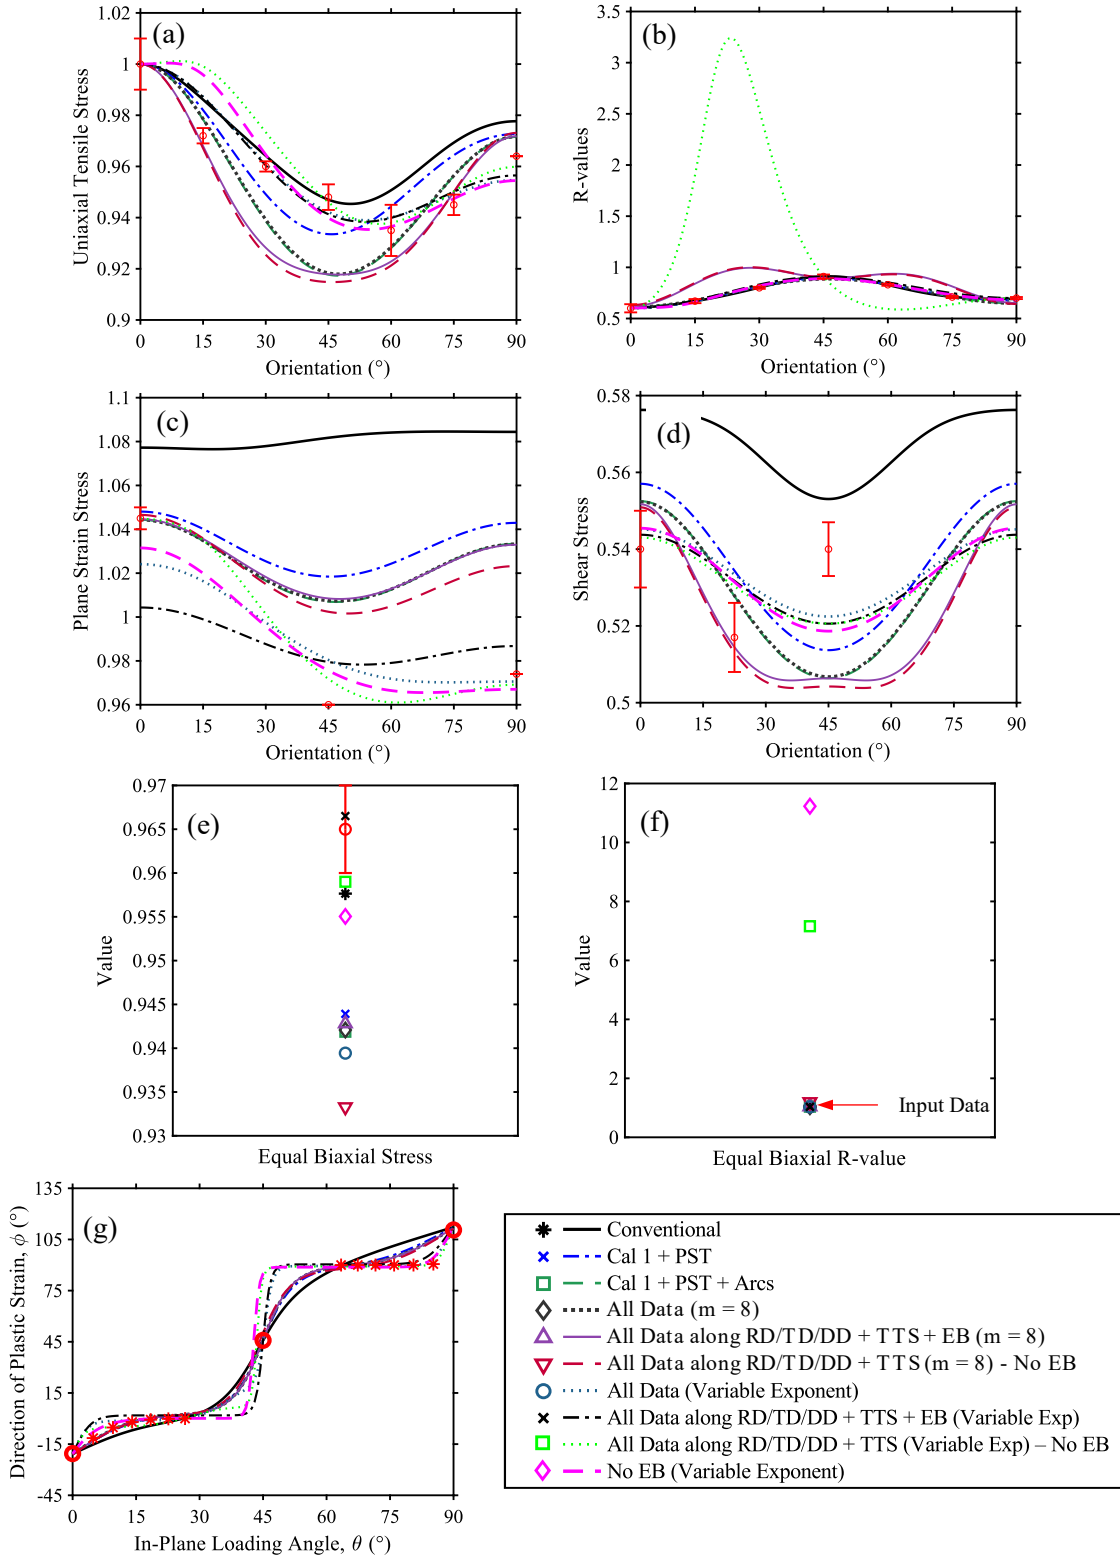 (a)
Uniaxial Tensile Stress
1.02
1
0.98
0.96
0.94
0.92
0.9
0 15 30 45 60 75 90
Orientation (°)
(b)
R-values
3.5
3
2.5
2
1.5
1
0.5
0 15 30 45 60 75 90
Orientation (°)
(c)
Plane Strain Stress
1.1
1.08
1.06
1.04
1.02
1
0.98
0.96
0 15 30 45 60 75 90
Orientation (°)
(d)
Shear Stress
0.58
0.56
0.54
0.52
0.5
0 15 30 45 60 75 90
Orientation (°)
(e)
Value
0.97
0.965
0.96
0.955
0.95
0.945
0.94
0.935
0.93
Equal Biaxial Stress
(f)
Value
12
10
8
6
4
2
0
Input Data
Equal Biaxial R-value
(g)
Direction of Plastic Strain, ϕ (°)
135
105
75
45
15
-15
-45
0 15 30 45 60 75 90
In-Plane Loading Angle, θ (°)
Conventional
Cal 1 + PST
Cal 1 + PST + Arcs
All Data (m = 8)
All Data along RD/TD/DD + TTS + EB (m = 8)
All Data along RD/TD/DD + TTS (m = 8) - No EB
All Data (Variable Exponent)
All Data along RD/TD/DD + TTS + EB (Variable Exp)
All Data along RD/TD/DD + TTS (Variable Exp) – No EB
No EB (Variable Exponent)